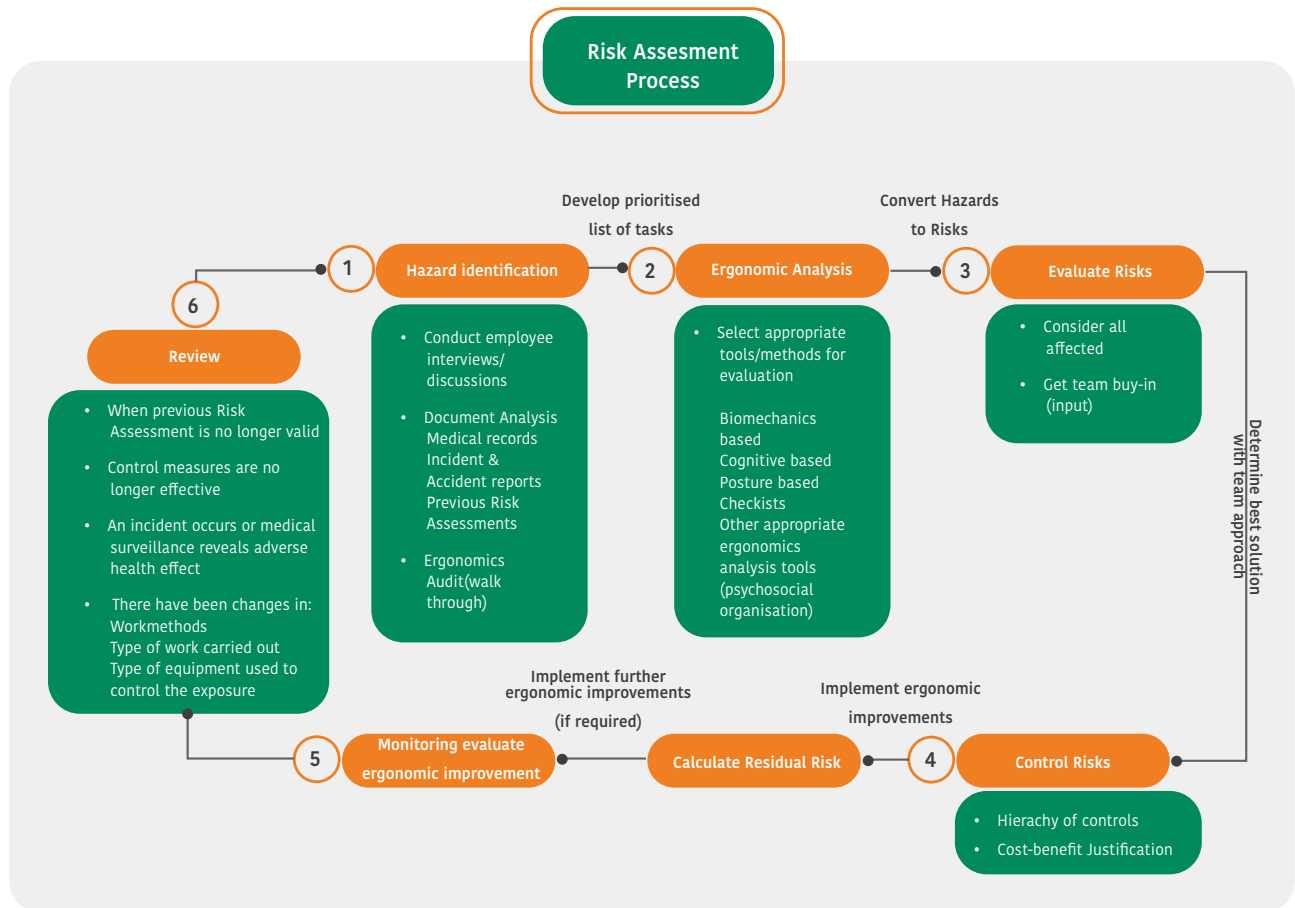 Risk Assesment
Process
Develop prioritised
list of tasks
Convert Hazards
to Risks
1
Hazard identification
2
Ergonomic Analysis
3
Evaluate Risks
6
Review
• When previous Risk
Assessment is no longer valid
• Control measures are no
longer effective
• An incident occurs or medical
surveillance reveals adverse
health effect
• There have been changes in:
Workmethods
Type of work carried out
Type of equipment used to
control the exposure
• Conduct employee
interviews/
discussions
• Document Analysis
Medical records
Incident &
Accident reports
Previous Risk
Assessments
• Ergonomics
Audit(walk
through)
• Select appropriate
tools/methods for
evaluation
Biomechanics
based
Cognitive based
Posture based
Checkists
Other appropriate
ergonomics
analysis tools
(psychosocial
organisation)
• Consider all
affected
• Get team buy-in
(input)
Determine best solution
with team approach
Implement further
ergonomic improvements
(if required)
Implement ergonomic
improvements
5
Monitoring evaluate
ergonomic improvement
Calculate Residual Risk
4
Control Risks
• Hierachy of controls
• Cost-benefit Justification